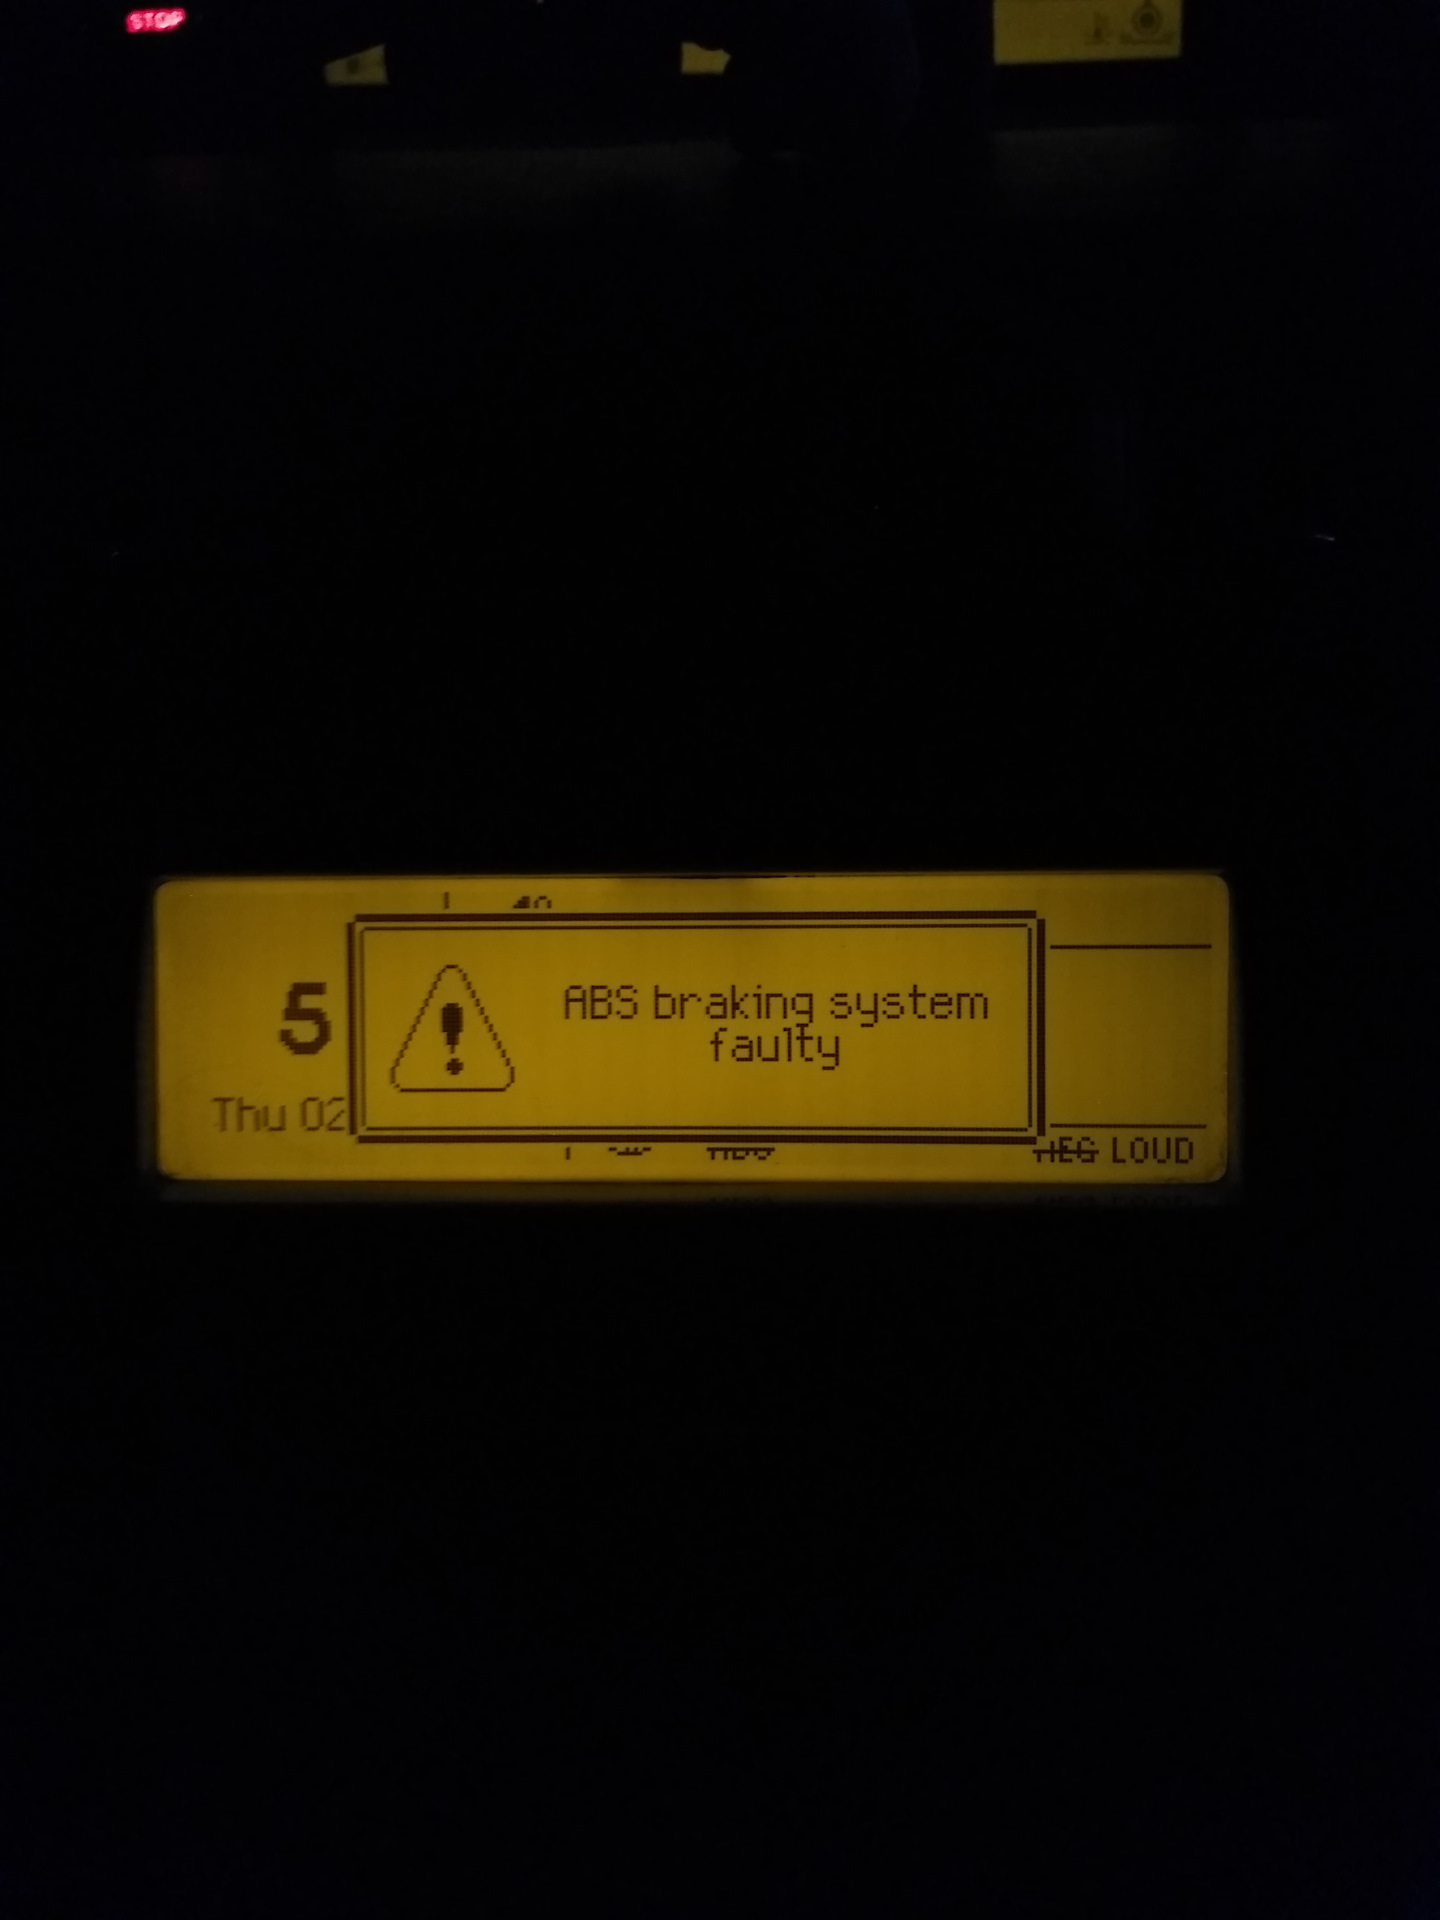 STOP
ABS braking system
faulty
5
Thu 02
LOUD